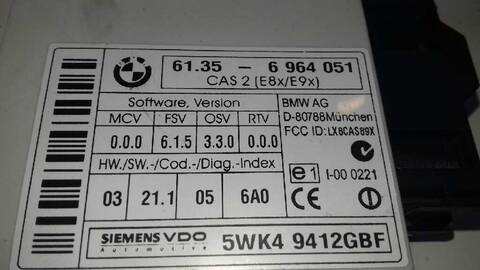 BMW
61.35 - 6 964 051
CAS 2 (E8x/E9x)
Software, Version
MCV FSV OSV RTV
0.0.0 6.1.5 3.3.0 0.0.0
BMW AG
D-80788München
FCC ID: LX8CAS89X
HW./SW.-/Cod.-/Diag.-Index
03 21.1 05 6A0
e1 I-00 0221
SIEMENS VDO
Automotive
5WK4 9412GBF